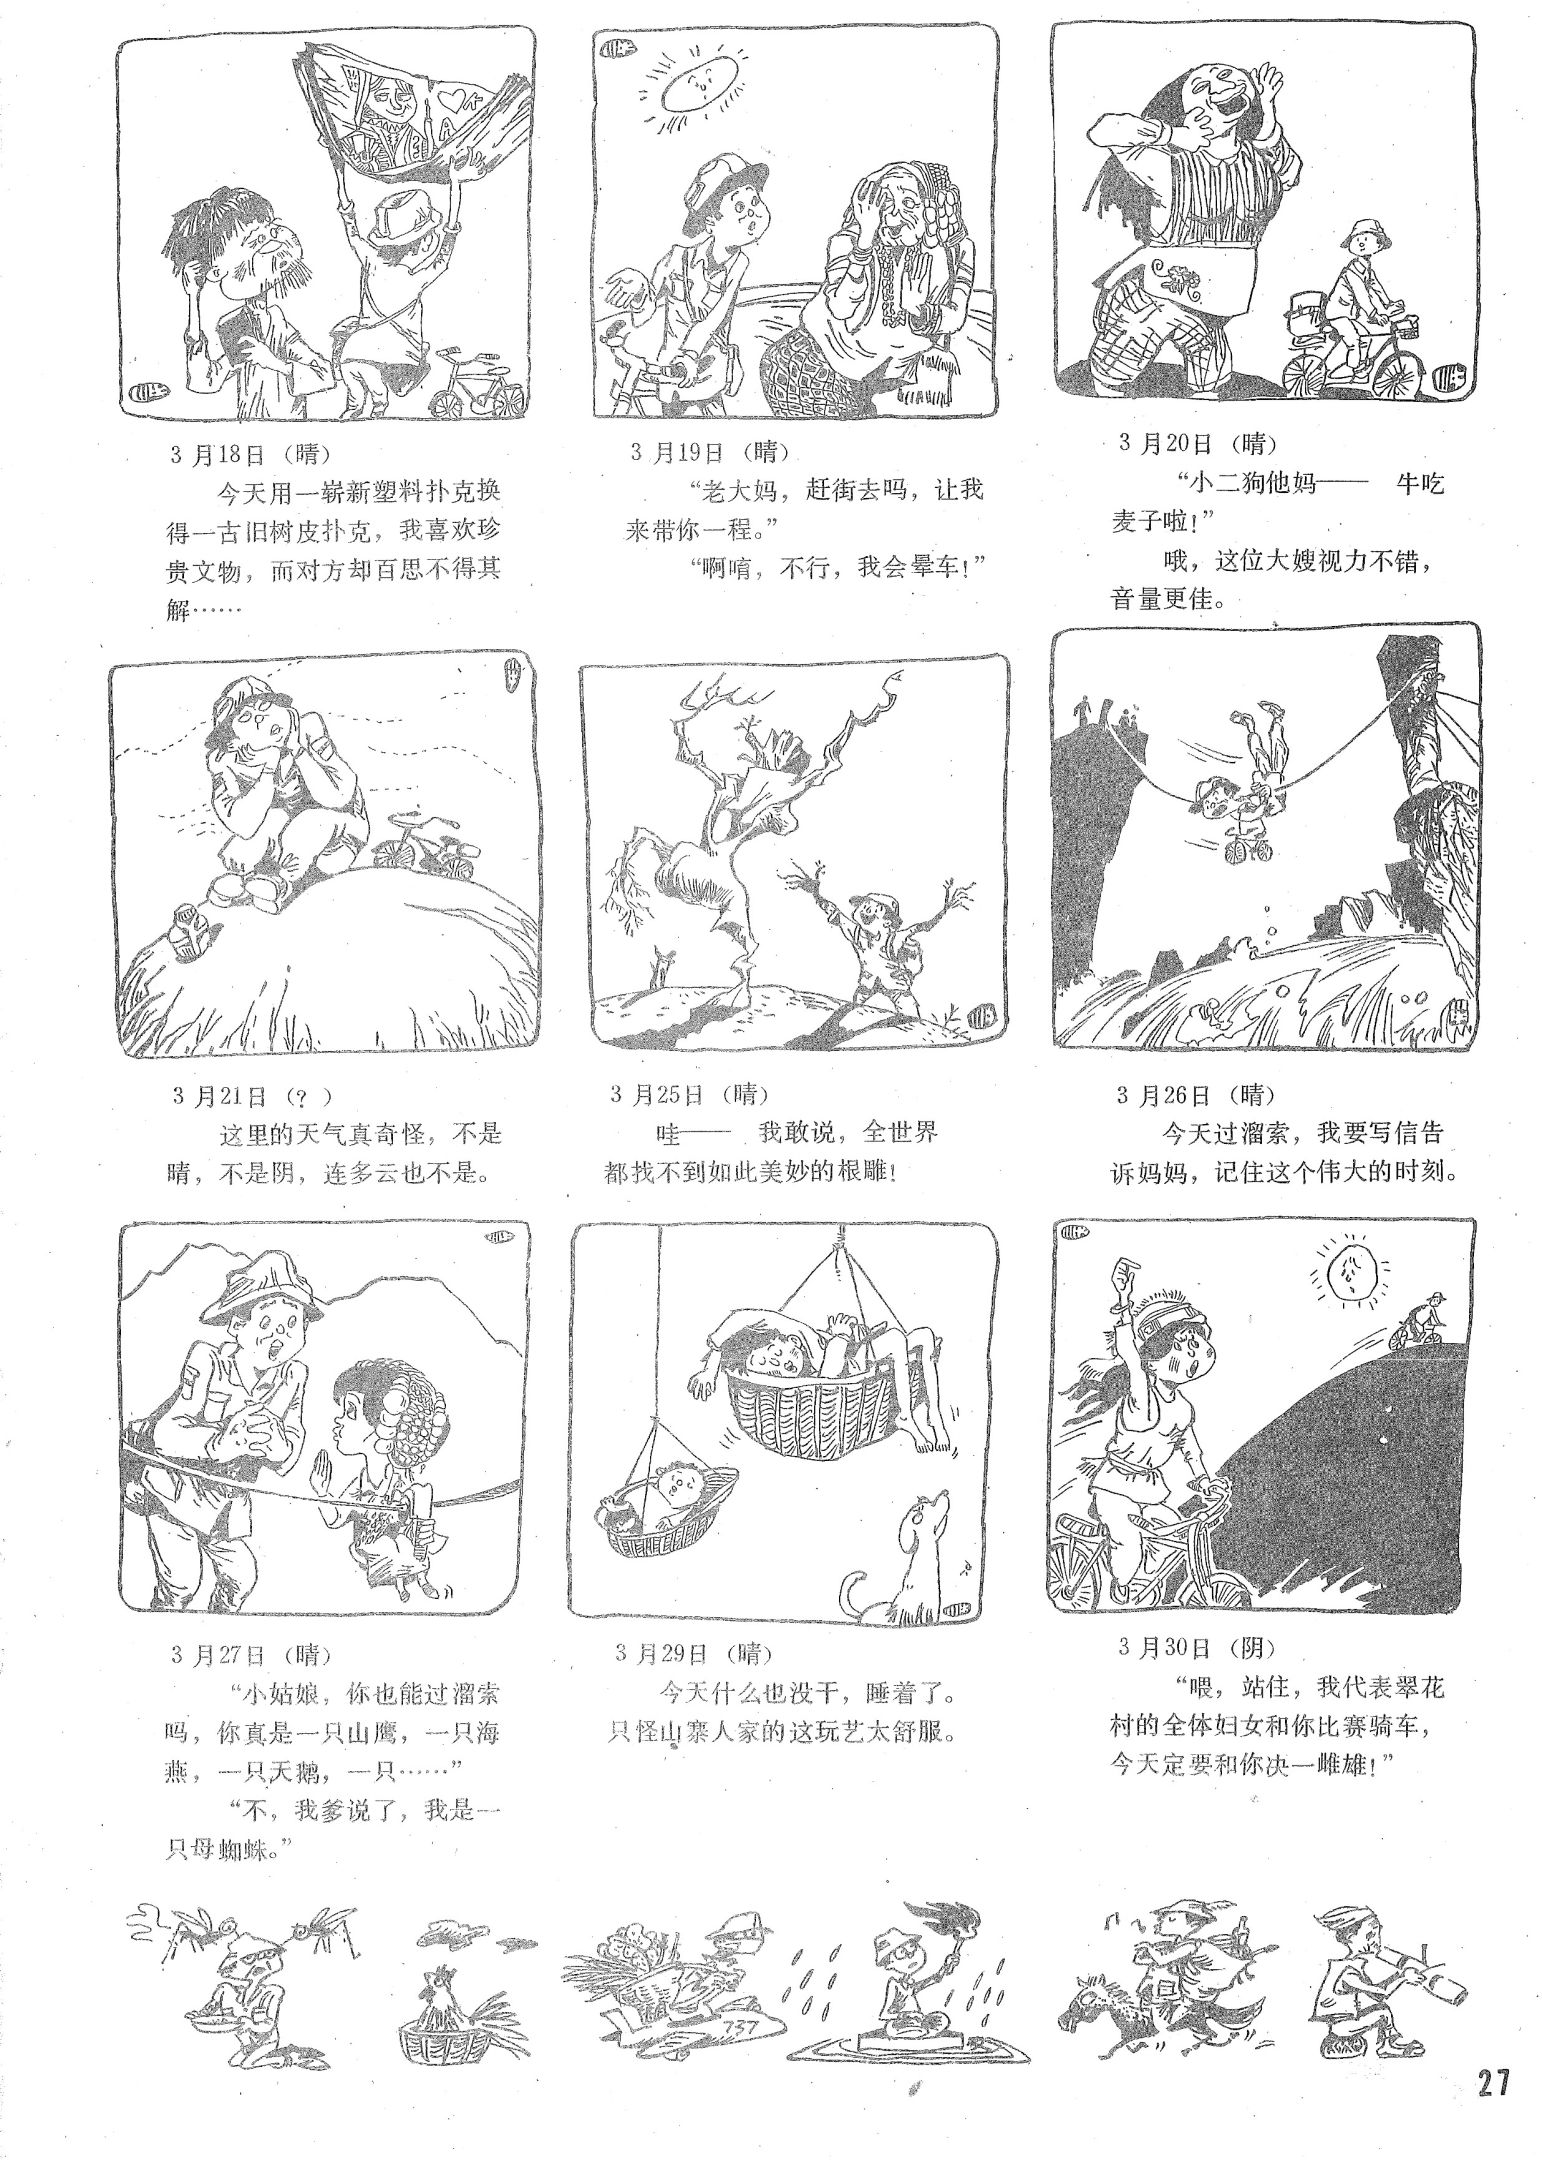 K
A
3月18日（晴）
今天用一崭新塑料扑克换
得一古旧树皮扑克，我喜欢珍
贵文物，而对方却百思不得其
解……
3月19日（晴）
“老大妈，赶街去吗，让我
来带你一程。”
“啊唷，不行，我会晕车！”
3月20日（晴）
“小二狗他妈—— 牛吃
麦子啦！”
哦，这位大嫂视力不错，
音量更佳。
3月21日（？）
这里的天气真奇怪，不是
晴，不是阴，连多云也不是。
3月25日（晴）
哇—— 我敢说，全世界
都找不到如此美妙的根雕！
3月26日（晴）
今天过溜索，我要写信告
诉妈妈，记住这个伟大的时刻。
3月27日（晴）
“小姑娘，你也能过溜索
吗，你真是一只山鹰，一只海
燕，一只天鹅，一只……”
“不，我爹说了，我是一
只母蜘蛛。”
3月29日（晴）
今天什么也没干，睡着了。
只怪山寨人家的这玩艺太舒服。
3月30日（阴）
“喂，站住，我代表翠花
村的全体妇女和你比赛骑车，
今天定要和你决一雌雄！”
737
27